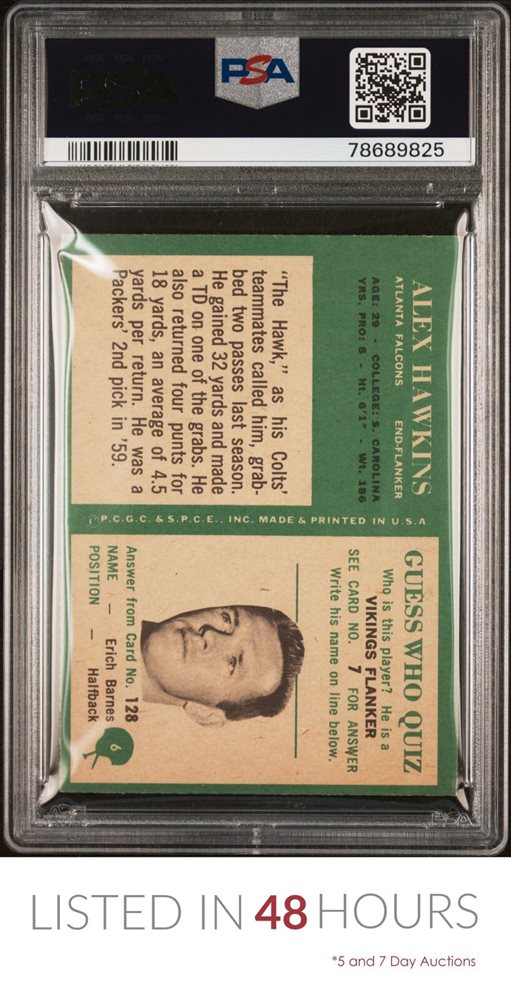 PSA
78689825
ALEX HAWKINS
ATLANTA FALCONS END-FLANKER
AGE: 29 - COLLEGE: S. CAROLINA
YRS. PRO: 8 - Ht. 6'1" - Wt. 186
"The Hawk," as his Colts'
teammates called him, grab-
bed two passes last season.
He gained 32 yards and made
a TD on one of the grabs. He
also returned four punts for
18 yards, an average of 4.5
yards per return. He was a
Packers' 2nd pick in '59.
©P.C.G.C. & S.P.C.E., INC. MADE & PRINTED IN U.S.A
GUESS WHO QUIZ
Who is this player? He is a
VIKINGS FLANKER
SEE CARD NO. 7 FOR ANSWER
Write his name on line below.
Answer from Card No. 128
NAME — Erich Barnes
POSITION — Halfback
6
PSA
LISTED IN 48 HOURS
*5 and 7 Day Auctions